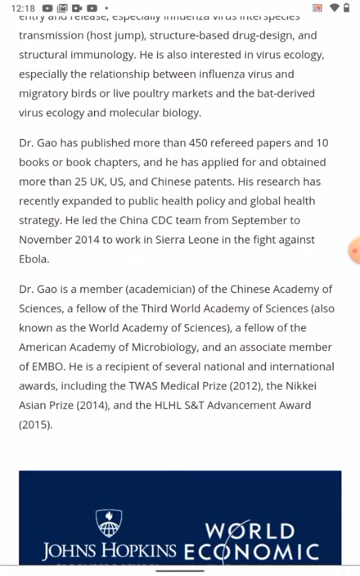 12:18
entry and release, especially influenza virus interspecies
transmission (host jump), structure-based drug-design, and
structural immunology. He is also interested in virus ecology,
especially the relationship between influenza virus and
migratory birds or live poultry markets and the bat-derived
virus ecology and molecular biology.
Dr. Gao has published more than 450 refereed papers and 10
books or book chapters, and he has applied for and obtained
more than 25 UK, US, and Chinese patents. His research has
recently expanded to public health policy and global health
strategy. He led the China CDC team from September to
November 2014 to work in Sierra Leone in the fight against
Ebola.
Dr. Gao is a member (academician) of the Chinese Academy of
Sciences, a fellow of the Third World Academy of Sciences (also
known as the World Academy of Sciences), a fellow of the
American Academy of Microbiology, and an associate member
of EMBO. He is a recipient of several national and international
awards, including the TWAS Medical Prize (2012), the Nikkei
Asian Prize (2014), and the HLHL S&T Advancement Award
(2015).
JOHNS HOPKINS
WORLD
ECONOMIC